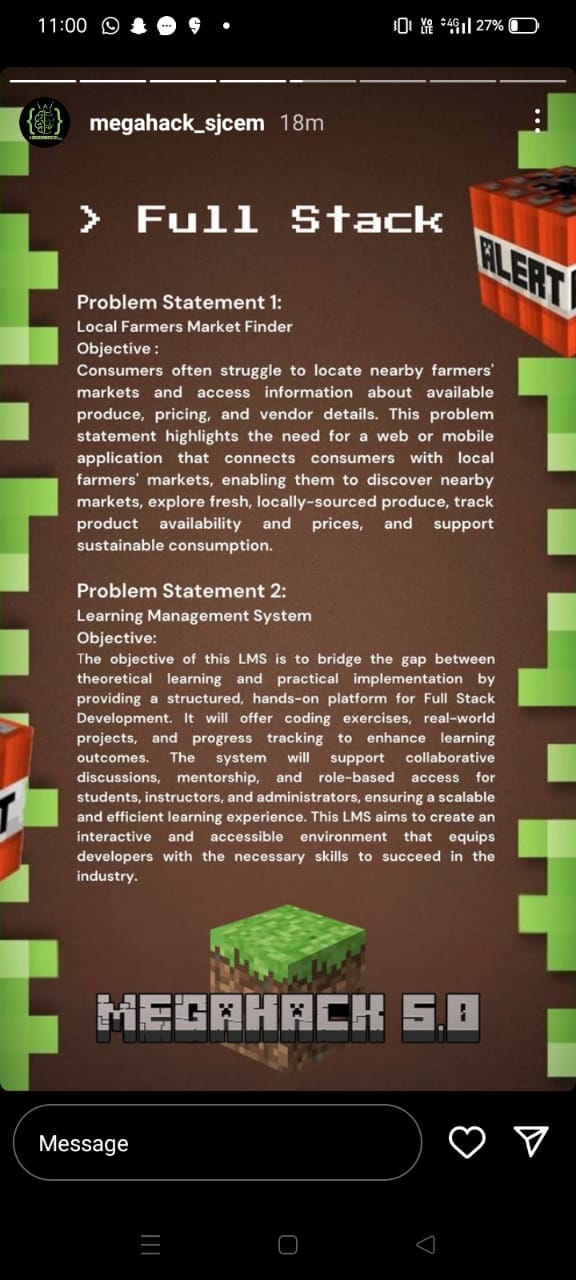 11:00
Vo
LTE
4G
27%
megahack_sjcem 18m
> Full Stack
ALERT
Problem Statement 1:
Local Farmers Market Finder
Objective :
Consumers often struggle to locate nearby farmers'
markets and access information about available
produce, pricing, and vendor details. This problem
statement highlights the need for a web or mobile
application that connects consumers with local
farmers' markets, enabling them to discover nearby
markets, explore fresh, locally-sourced produce, track
product availability and prices, and support
sustainable consumption.
Problem Statement 2:
Learning Management System
Objective:
The objective of this LMS is to bridge the gap between
theoretical learning and practical implementation by
providing a structured, hands-on platform for Full Stack
Development. It will offer coding exercises, real-world
projects, and progress tracking to enhance learning
outcomes. The system will support collaborative
discussions, mentorship, and role-based access for
students, instructors, and administrators, ensuring a scalable
and efficient learning experience. This LMS aims to create an
interactive and accessible environment that equips
developers with the necessary skills to succeed in the
industry.
T
MEGAHACK 5.0
Message